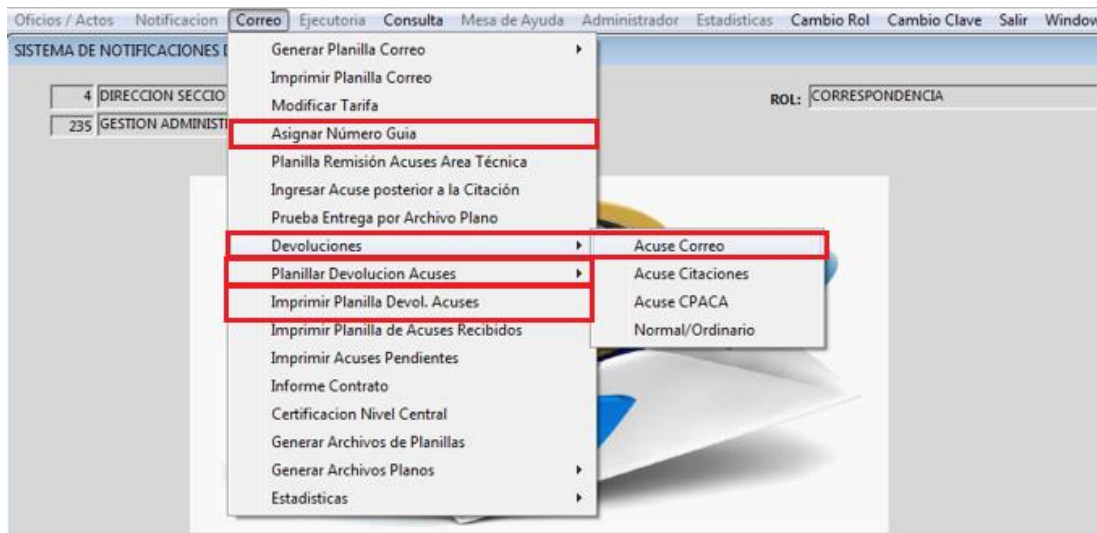 Oficios / Actos Notificacion Correo Ejecutoria Consulta Mesa de Ayuda Administrador Estadisticas Cambio Rol Cambio Clave Salir Window
SISTEMA DE NOTIFICACIONES
4 DIRECCION SECCIO
ROL: CORRESPONDENCIA
235 GESTION ADMINISTI
Generar Planilla Correo
Imprimir Planilla Correo
Modificar Tarifa
Asignar Número Guia
Planilla Remisión Acuses Area Técnica
Ingresar Acuse posterior a la Citación
Prueba Entrega por Archivo Plano
Devoluciones
Planillar Devolucion Acuses
Imprimir Planilla Devol. Acuses
Imprimir Planilla de Acuses Recibidos
Imprimir Acuses Pendientes
Informe Contrato
Certificacion Nivel Central
Generar Archivos de Planillas
Generar Archivos Planos
Estadisticas
Acuse Correo
Acuse Citaciones
Acuse CPACA
Normal/Ordinario